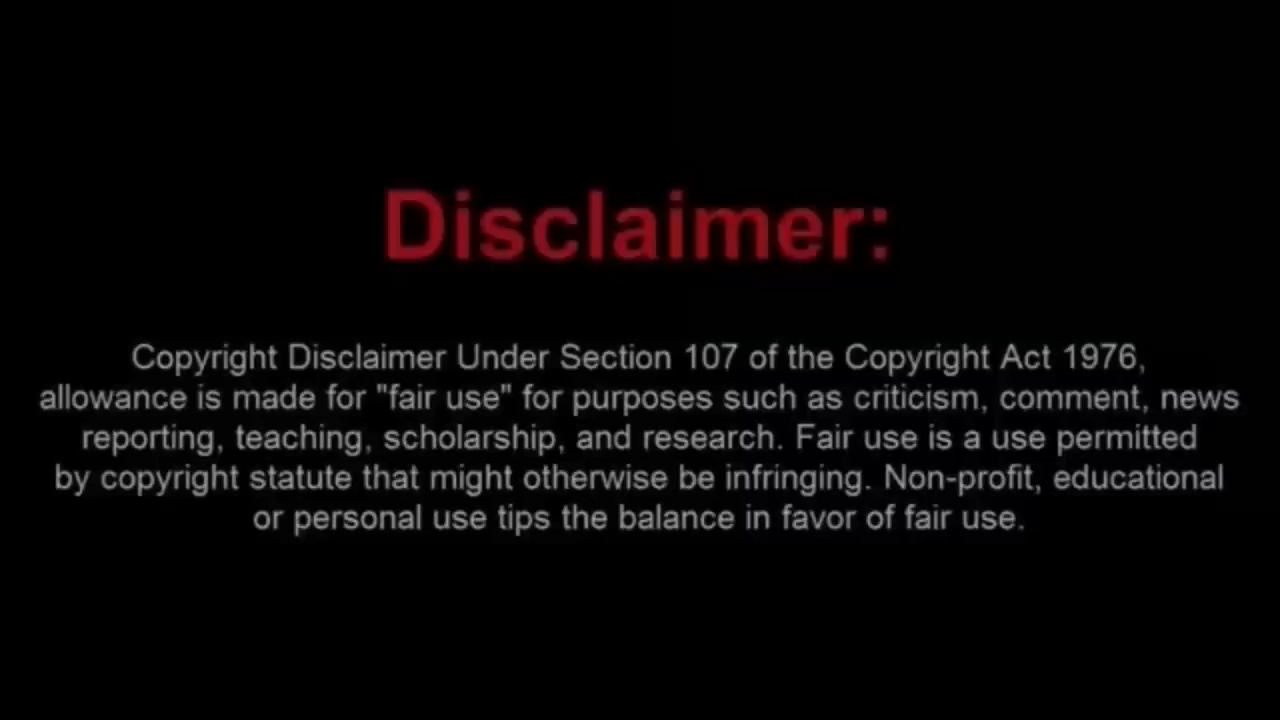 Disclaimer:
Copyright Disclaimer Under Section 107 of the Copyright Act 1976,
allowance is made for "fair use" for purposes such as criticism, comment, news
reporting, teaching, scholarship, and research. Fair use is a use permitted
by copyright statute that might otherwise be infringing. Non-profit, educational
or personal use tips the balance in favor of fair use.